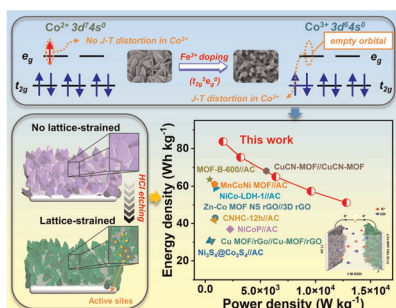 Co²⁺ 3d⁷4s⁰
No J-T distortion in Co²⁺
e_g
t_2g
Fe³⁺ doping
(t_2g⁵e_g⁰)
Co³⁺ 3d⁶4s⁰
empty orbital
e_g
t_2g
J-T distortion in Co³⁺
No lattice-strained
HCl etching
Lattice-strained
Active sites
Energy density (Wh kg⁻¹)
80
60
40
20
0
This work
MOF-B-600//AC
CuCN-MOF//CuCN-MOF
MnCoNi MOF//AC
NiCo-LDH-1//AC
Zn-Co MOF NS rGO//3D rGO
CNHC-12h//AC
NiCoP//AC
Cu MOF/rGo//Cu-MOF/rGO
Ni₃S₄@Co₃S₄//AC
1 M KOH
5.0×10³
1.0×10⁴
1.5×10⁴
Power density (W kg⁻¹)